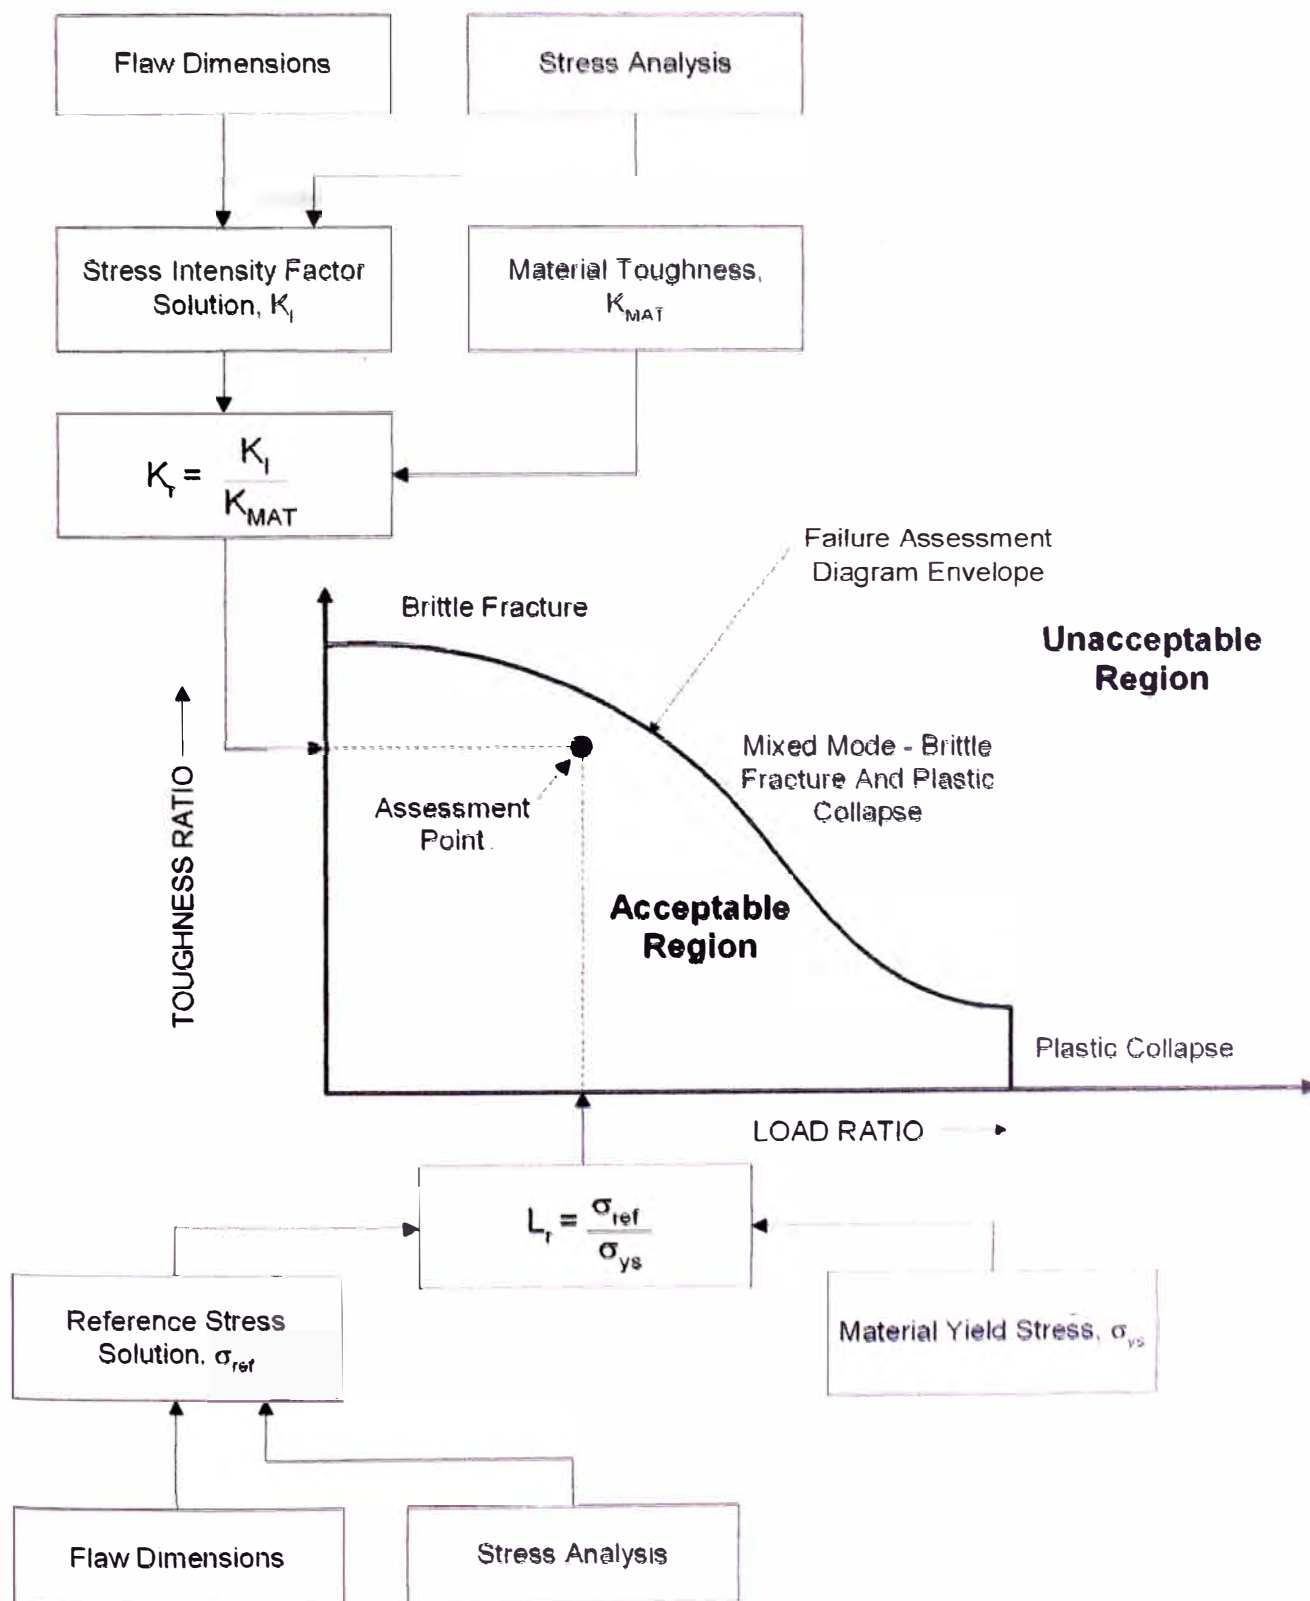 Flaw Dimensions
Stress Analysis
Stress Intensity Factor
Solution, K_I
Material Toughness,
K_MAT
K_r = K_I / K_MAT
Failure Assessment
Diagram Envelope
Brittle Fracture
Unacceptable
Region
Mixed Mode - Brittle
Fracture And Plastic
Collapse
Assessment
Point
TOUGHNESS RATIO
Acceptable
Region
Plastic Collapse
LOAD RATIO
L_r = σ_ref / σ_ys
Reference Stress
Solution, σ_ref
Material Yield Stress, σ_ys
Flaw Dimensions
Stress Analysis